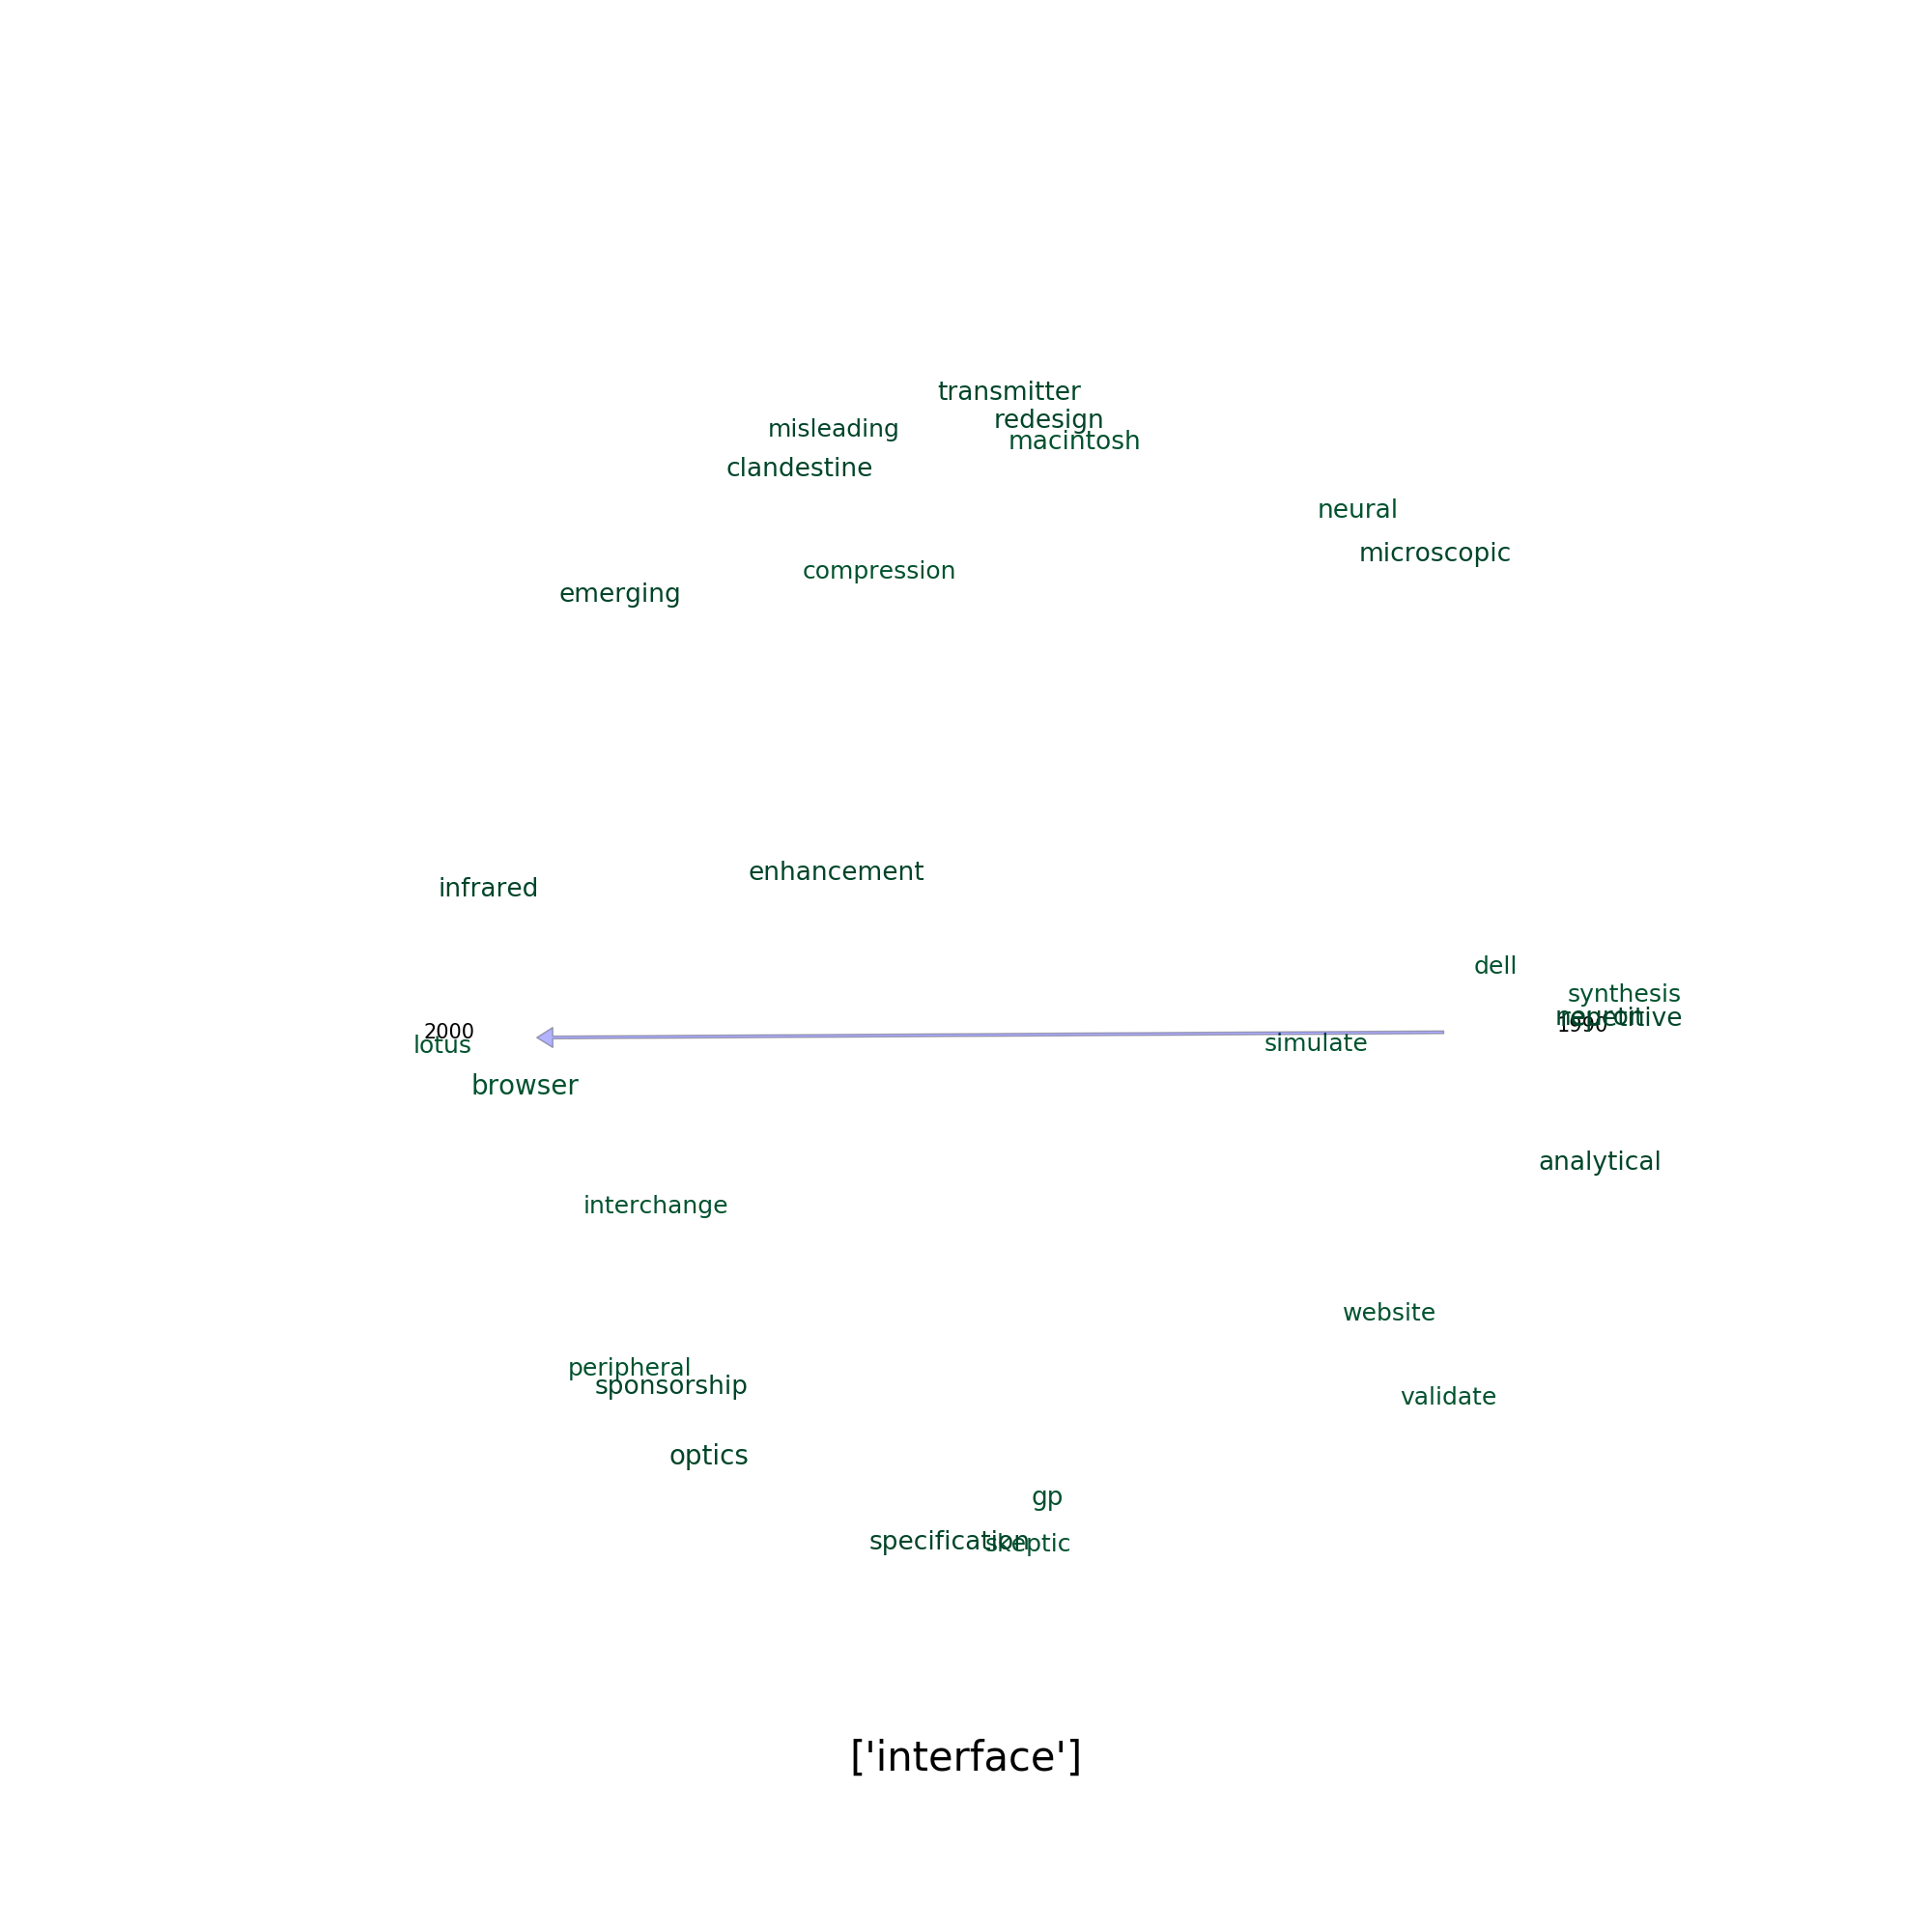 transmitter
redesign
misleading
macintosh
clandestine
neural
microscopic
compression
emerging
enhancement
infrared
dell
synthesis
neuron
repetitive
1990
2000
simulate
lotus
browser
analytical
interchange
website
peripheral
sponsorship
validate
optics
gp
specification
skeptic
['interface']